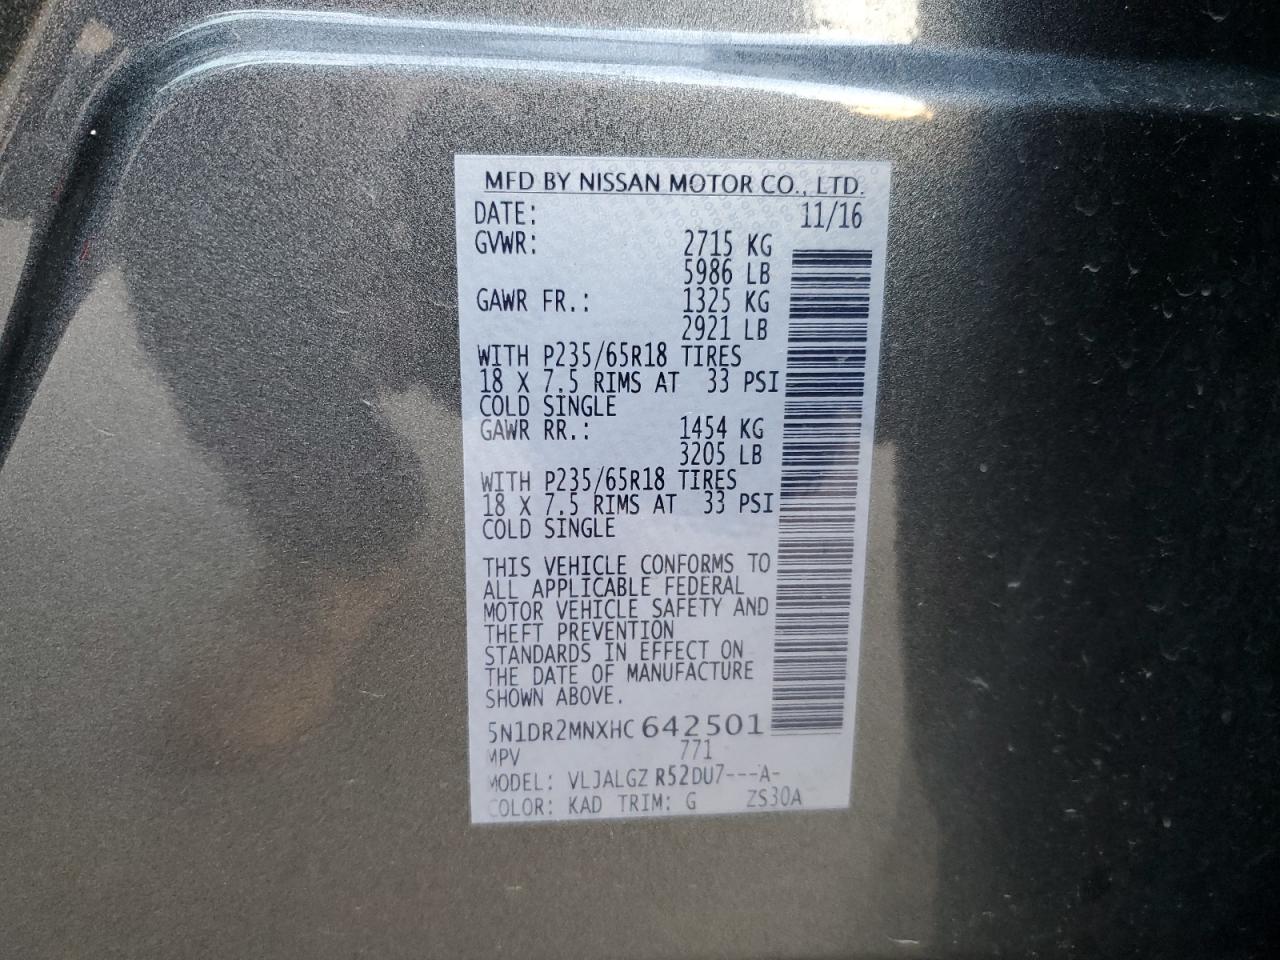 MFD BY NISSAN MOTOR CO., LTD.
DATE: 11/16
GVWR: 2715 KG
5986 LB
GAWR FR.: 1325 KG
2921 LB
WITH P235/65R18 TIRES
18 X 7.5 RIMS AT 33 PSI
COLD SINGLE
GAWR RR.: 1454 KG
3205 LB
WITH P235/65R18 TIRES
18 X 7.5 RIMS AT 33 PSI
COLD SINGLE
THIS VEHICLE CONFORMS TO
ALL APPLICABLE FEDERAL
MOTOR VEHICLE SAFETY AND
THEFT PREVENTION
STANDARDS IN EFFECT ON
THE DATE OF MANUFACTURE
SHOWN ABOVE.
5N1DR2MNXHC 642501
MPV 771
MODEL: VLJALGZ R52DU7---A-
COLOR: KAD TRIM: G ZS30A